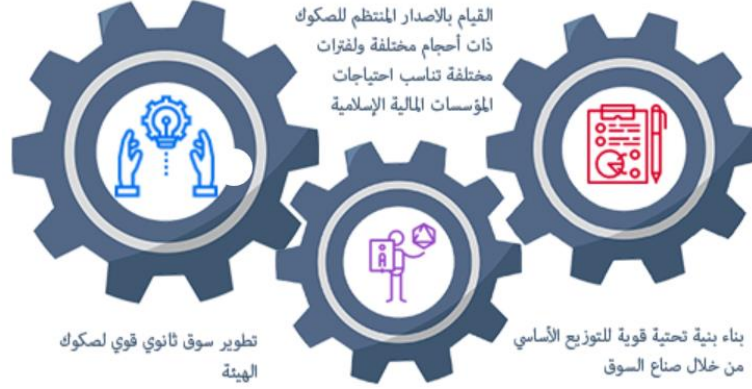 القيام بالاصدار المنتظم للصكوك
ذات أحجام مختلفة ولفترات
مختلفة تناسب احتياجات
المؤسسات المالية الإسلامية
بناء بنية تحتية قوية للتوزيع الأساسي
من خلال صناع السوق
تطوير سوق ثانوي قوي لصكوك
الهيئة